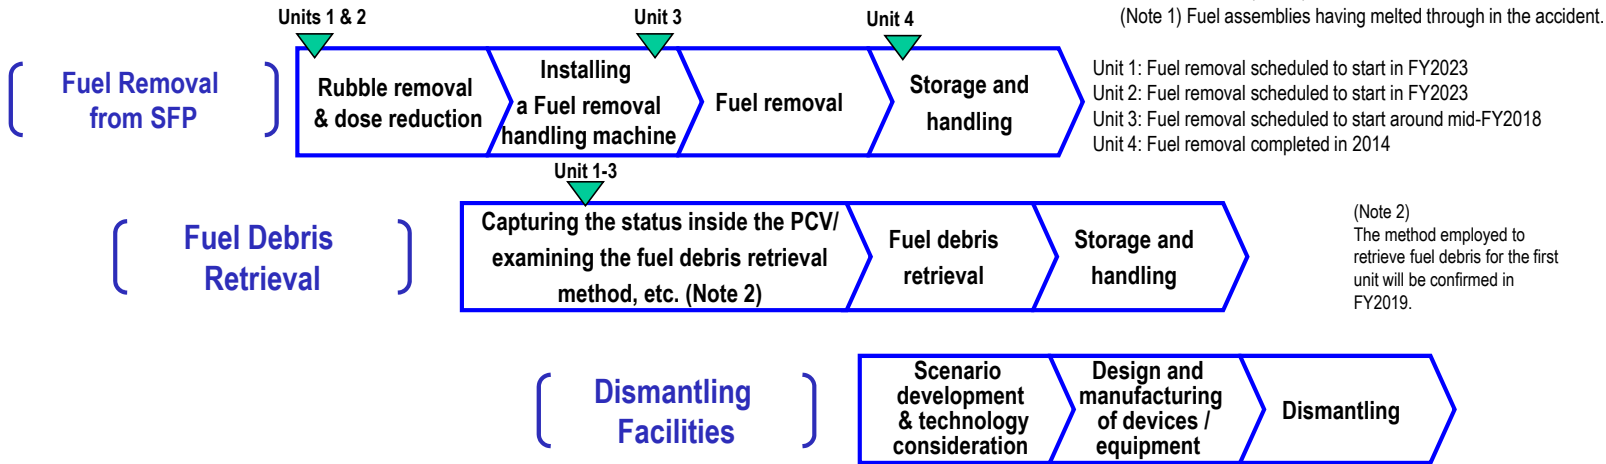 Units 1 & 2
Unit 3
Unit 4
(Note 1) Fuel assemblies having melted through in the accident.
Fuel Removal
from SFP
Rubble removal
& dose reduction
Installing
a Fuel removal
handling machine
Fuel removal
Storage and
handling
Unit 1: Fuel removal scheduled to start in FY2023
Unit 2: Fuel removal scheduled to start in FY2023
Unit 3: Fuel removal scheduled to start around mid-FY2018
Unit 4: Fuel removal completed in 2014
Unit 1-3
Fuel Debris
Retrieval
Capturing the status inside the PCV/
examining the fuel debris retrieval
method, etc. (Note 2)
Fuel debris
retrieval
Storage and
handling
(Note 2)
The method employed to
retrieve fuel debris for the first
unit will be confirmed in
FY2019.
Dismantling
Facilities
Scenario
development
& technology
consideration
Design and
manufacturing
of devices /
equipment
Dismantling